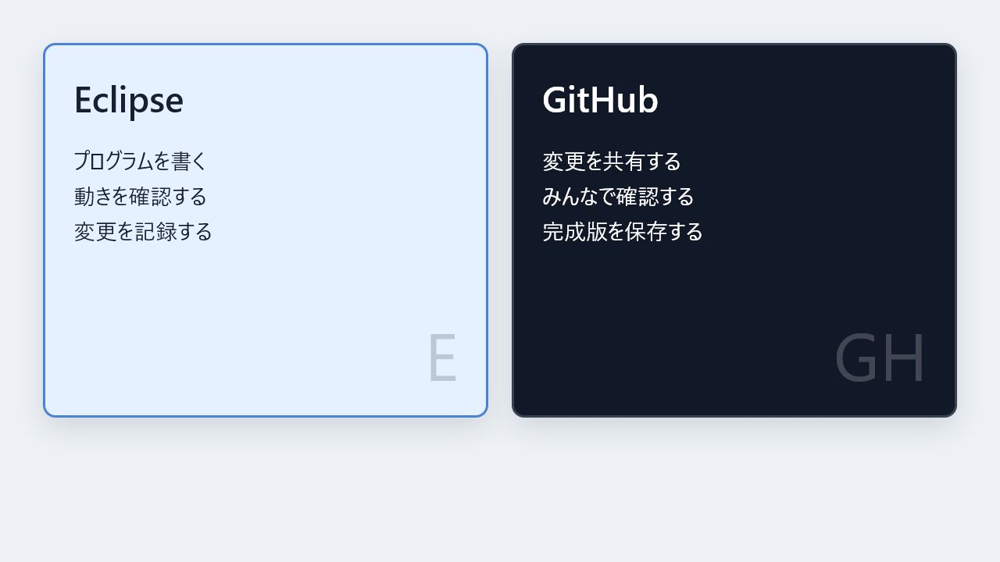 Eclipse
プログラムを書く
動きを確認する
変更を記録する
E
GitHub
変更を共有する
みんなで確認する
完成版を保存する
GH